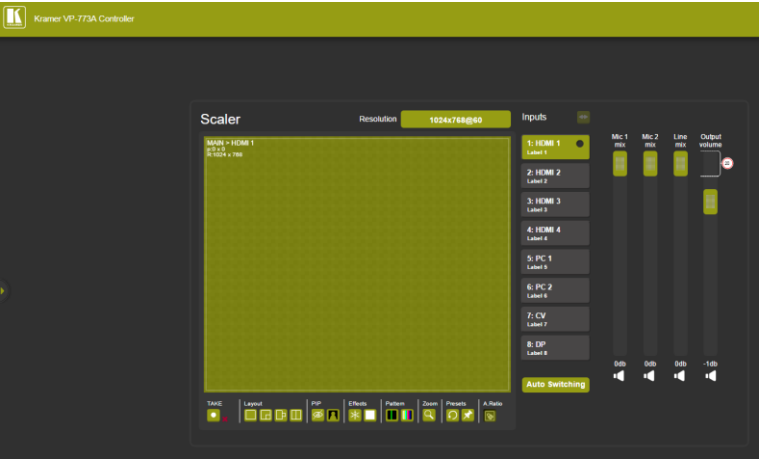 Kramer VP-773A Controller
Scaler
Resolution
1024x768@60
Inputs
MAIN > HDMI 1
p:0 x 0
R:1024 x 768
1: HDMI 1
Label 1
2: HDMI 2
Label 2
3: HDMI 3
Label 3
4: HDMI 4
Label 4
5: PC 1
Label 5
6: PC 2
Label 6
7: CV
Label 7
8: DP
Label 8
Auto Switching
Mic 1 mix
Mic 2 mix
Line mix
Output volume
0db
0db
0db
-1db
TAKE
Layout
PIP
Effects
Pattern
Zoom
Presets
A.Ratio